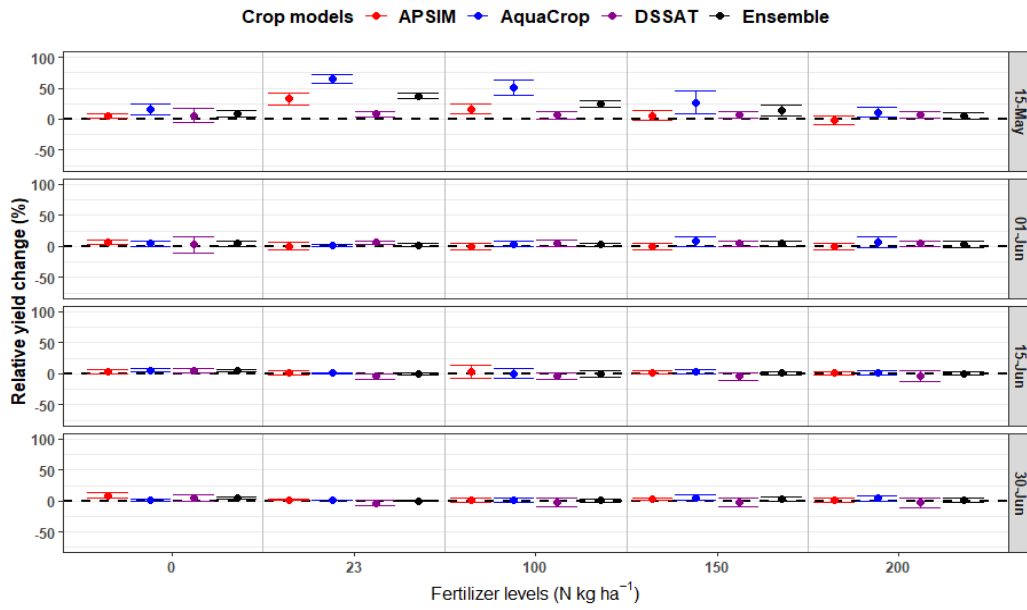 Crop models APSIM AquaCrop DSSAT Ensemble
Relative yield change (%)
100
50
0
-50
15-May
100
50
0
-50
01-Jun
100
50
0
-50
15-Jun
100
50
0
-50
30-Jun
0 23 100 150 200
Fertilizer levels (N kg ha⁻¹)